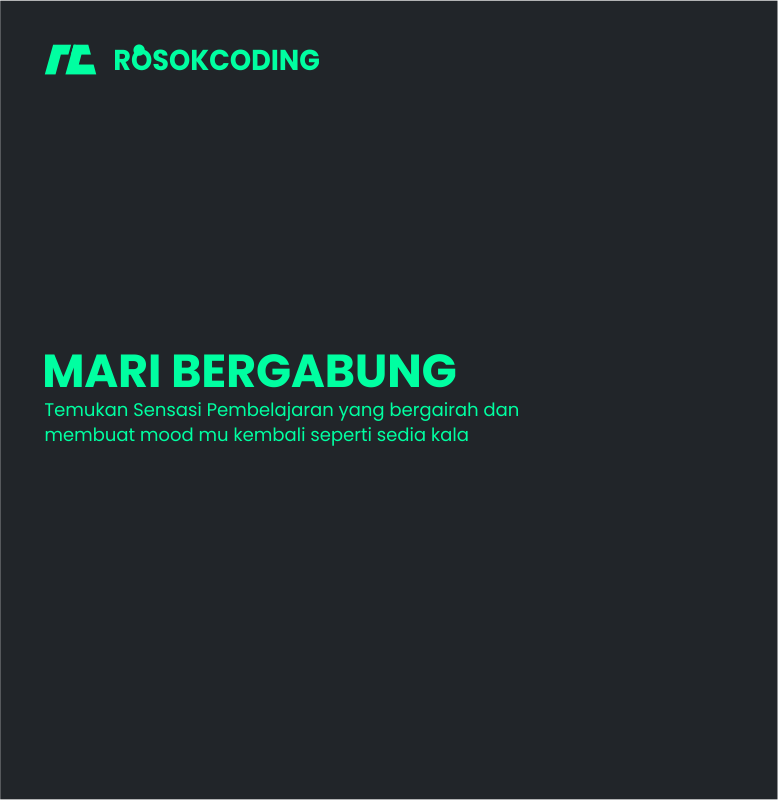 ROSOKCODING
MARI BERGABUNG
Temukan Sensasi Pembelajaran yang bergairah dan
membuat mood mu kembali seperti sedia kala